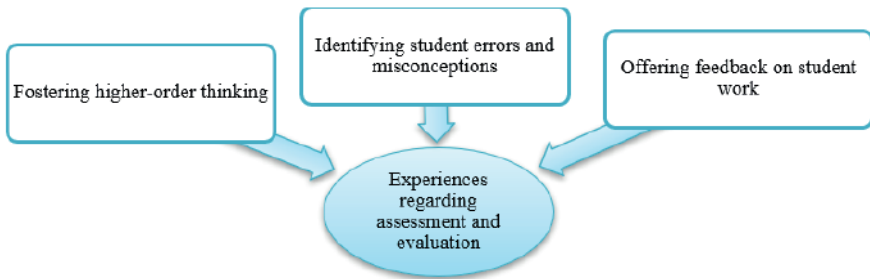 Fostering higher-order thinking
Identifying student errors and
misconceptions
Offering feedback on student
work
Experiences
regarding
assessment and
evaluation